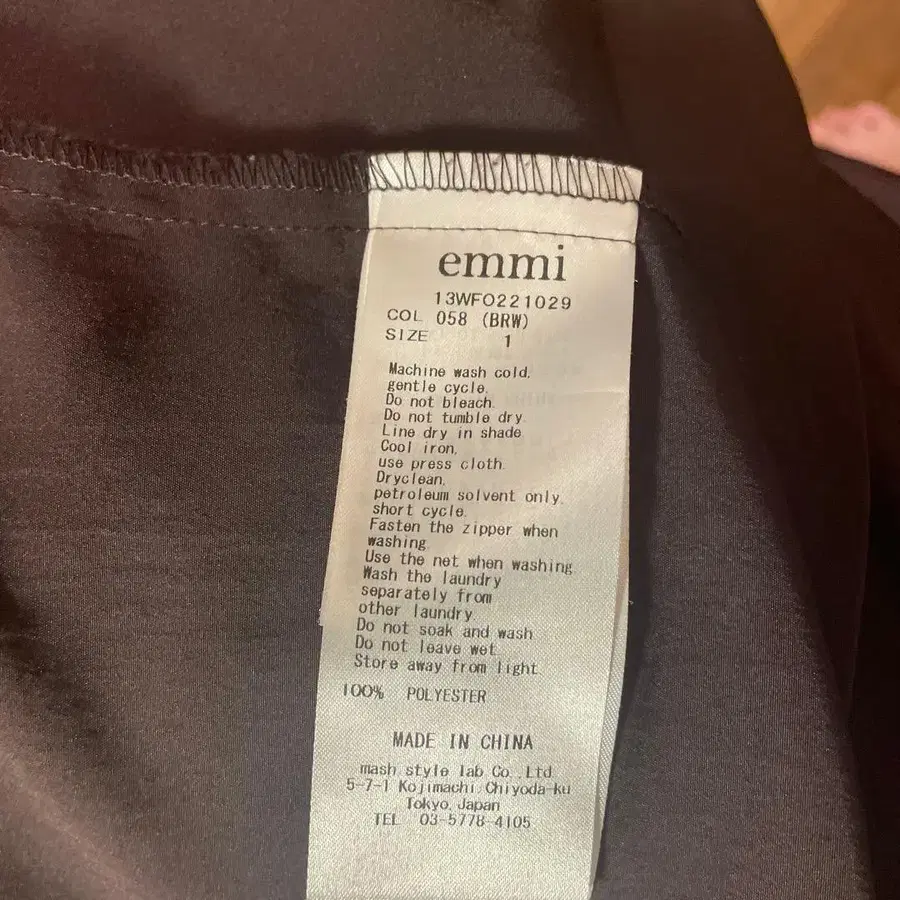 emmi
13WFO221029
COL 058 (BRW)
SIZE 1
Machine wash cold,
gentle cycle.
Do not bleach.
Do not tumble dry.
Line dry in shade.
Cool iron,
use press cloth.
Dryclean,
petroleum solvent only.
short cycle.
Fasten the zipper when
washing
Use the net when washing.
Wash the laundry
separately from
other laundry.
Do not soak and wash
Do not leave wet
Store away from light.
100% POLYESTER
MADE IN CHINA
mash style lab Co.,Ltd.
5-7-1 Kojimachi,Chiyoda-ku
Tokyo,Japan
TEL 03-5778-4105